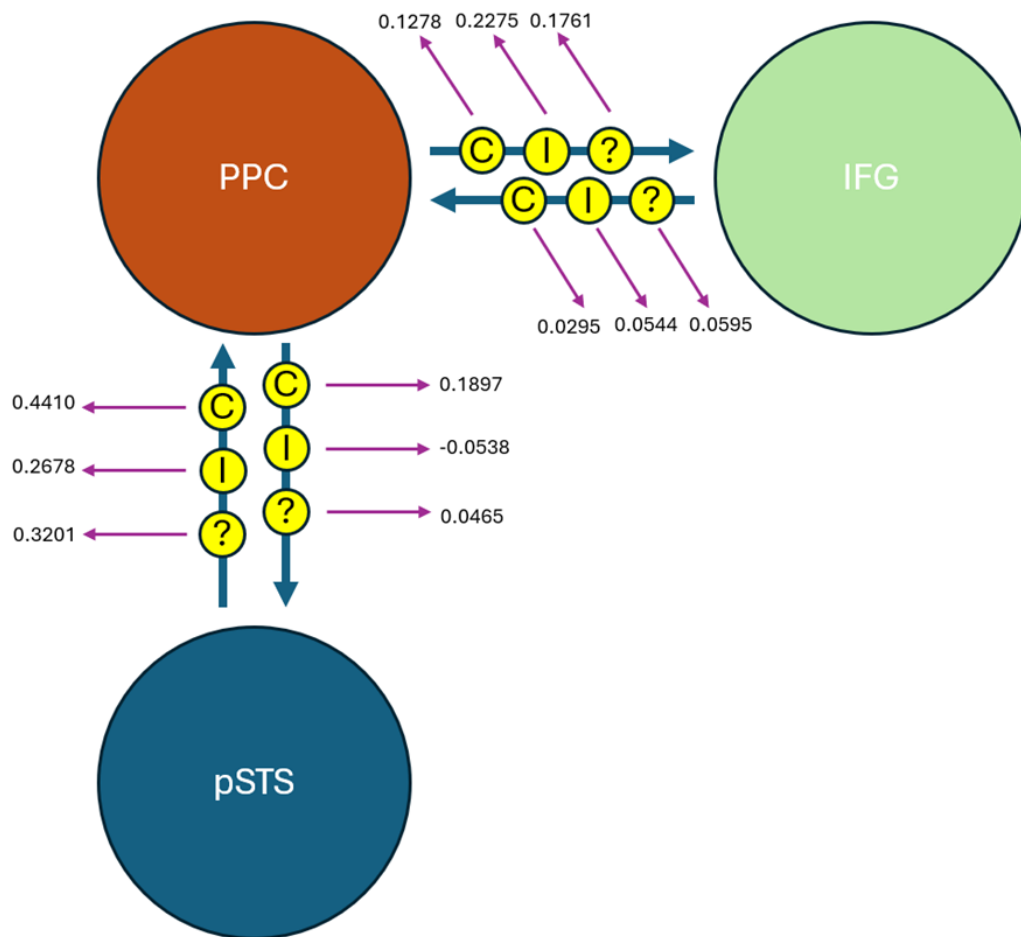 0.1278 0.2275 0.1761
C I ?
PPC IFG
C I ?
0.0295 0.0544 0.0595
C 0.1897
0.4410 C
I -0.0538
0.2678 I
? 0.0465
0.3201 ?
pSTS